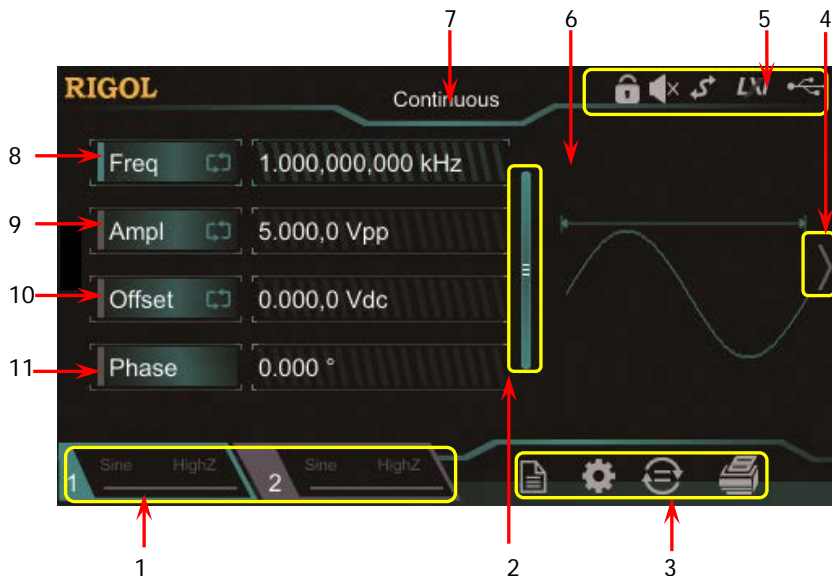 7 6 5 4
RIGOL
Continuous
LXI
8 Freq 1.000,000,000 kHz
9 Ampl 5.000,0 Vpp
10 Offset 0.000,0 Vdc
11 Phase 0.000 °
1 Sine HighZ 2 Sine HighZ
1 2 3